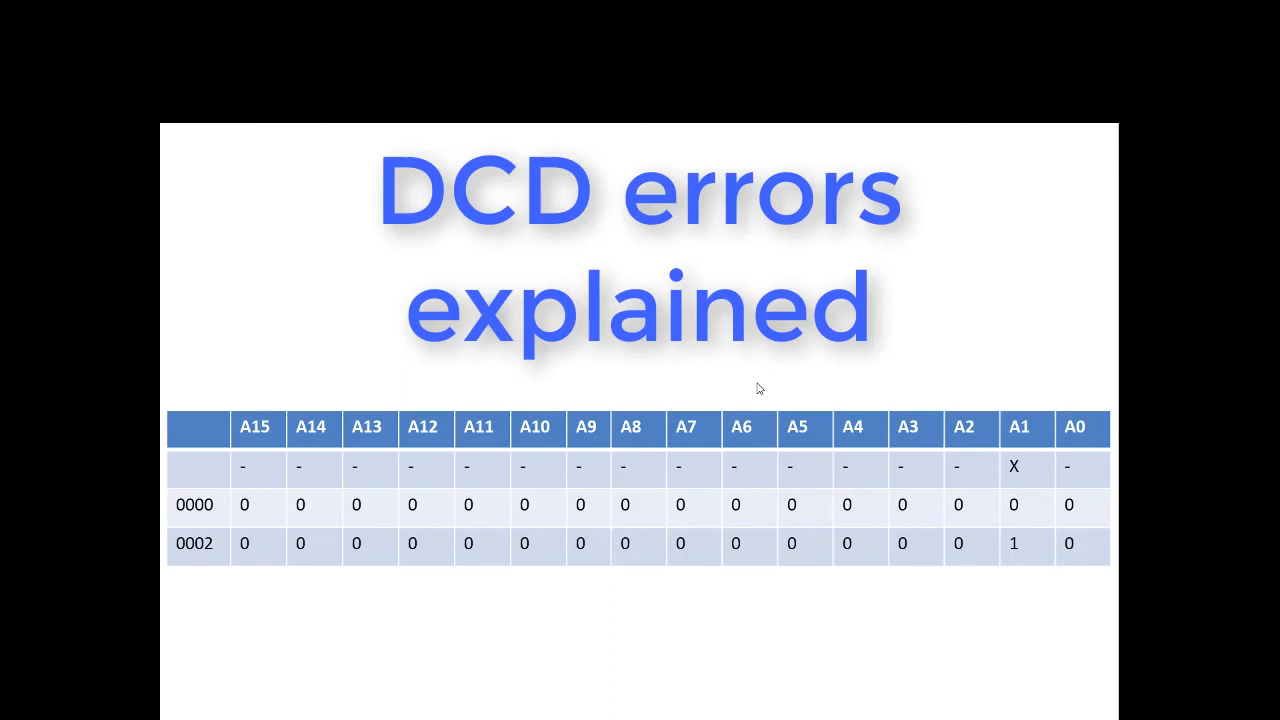 DCD errors
explained
A15 A14 A13 A12 A11 A10 A9 A8 A7 A6 A5 A4 A3 A2 A1 A0
- - - - - - - - - - - - - - X -
0000 0 0 0 0 0 0 0 0 0 0 0 0 0 0 0 0
0002 0 0 0 0 0 0 0 0 0 0 0 0 0 0 1 0